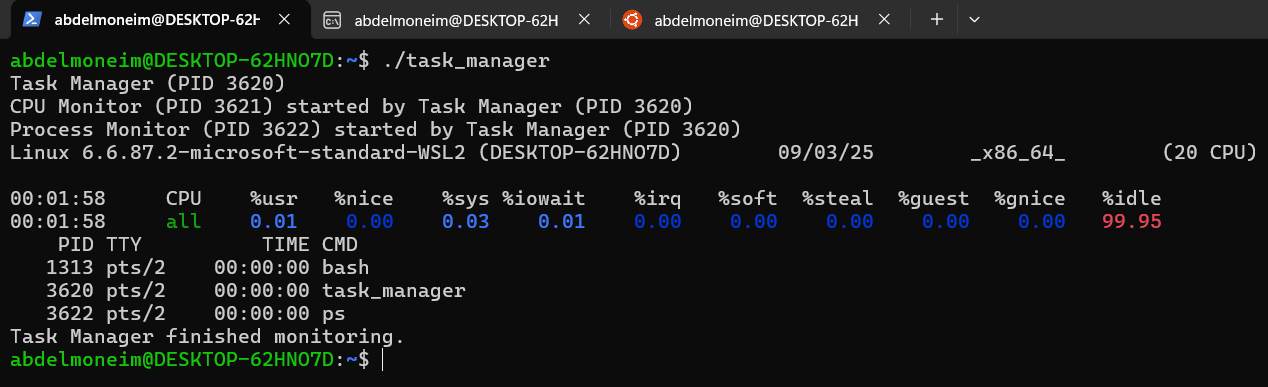 abdelmoneim@DESKTOP-62H abdelmoneim@DESKTOP-62H abdelmoneim@DESKTOP-62H
abdelmoneim@DESKTOP-62HNO7D:~$ ./task_manager
Task Manager (PID 3620)
CPU Monitor (PID 3621) started by Task Manager (PID 3620)
Process Monitor (PID 3622) started by Task Manager (PID 3620)
Linux 6.6.87.2-microsoft-standard-WSL2 (DESKTOP-62HNO7D)        09/03/25        _x86_64_        (20 CPU)
00:01:58     CPU    %usr   %nice    %sys %iowait    %irq   %soft  %steal  %guest  %gnice   %idle
00:01:58     all    0.01    0.00    0.03    0.01    0.00    0.00    0.00    0.00    0.00   99.95
    PID TTY          TIME CMD
   1313 pts/2    00:00:00 bash
   3620 pts/2    00:00:00 task_manager
   3622 pts/2    00:00:00 ps
Task Manager finished monitoring.
abdelmoneim@DESKTOP-62HNO7D:~$